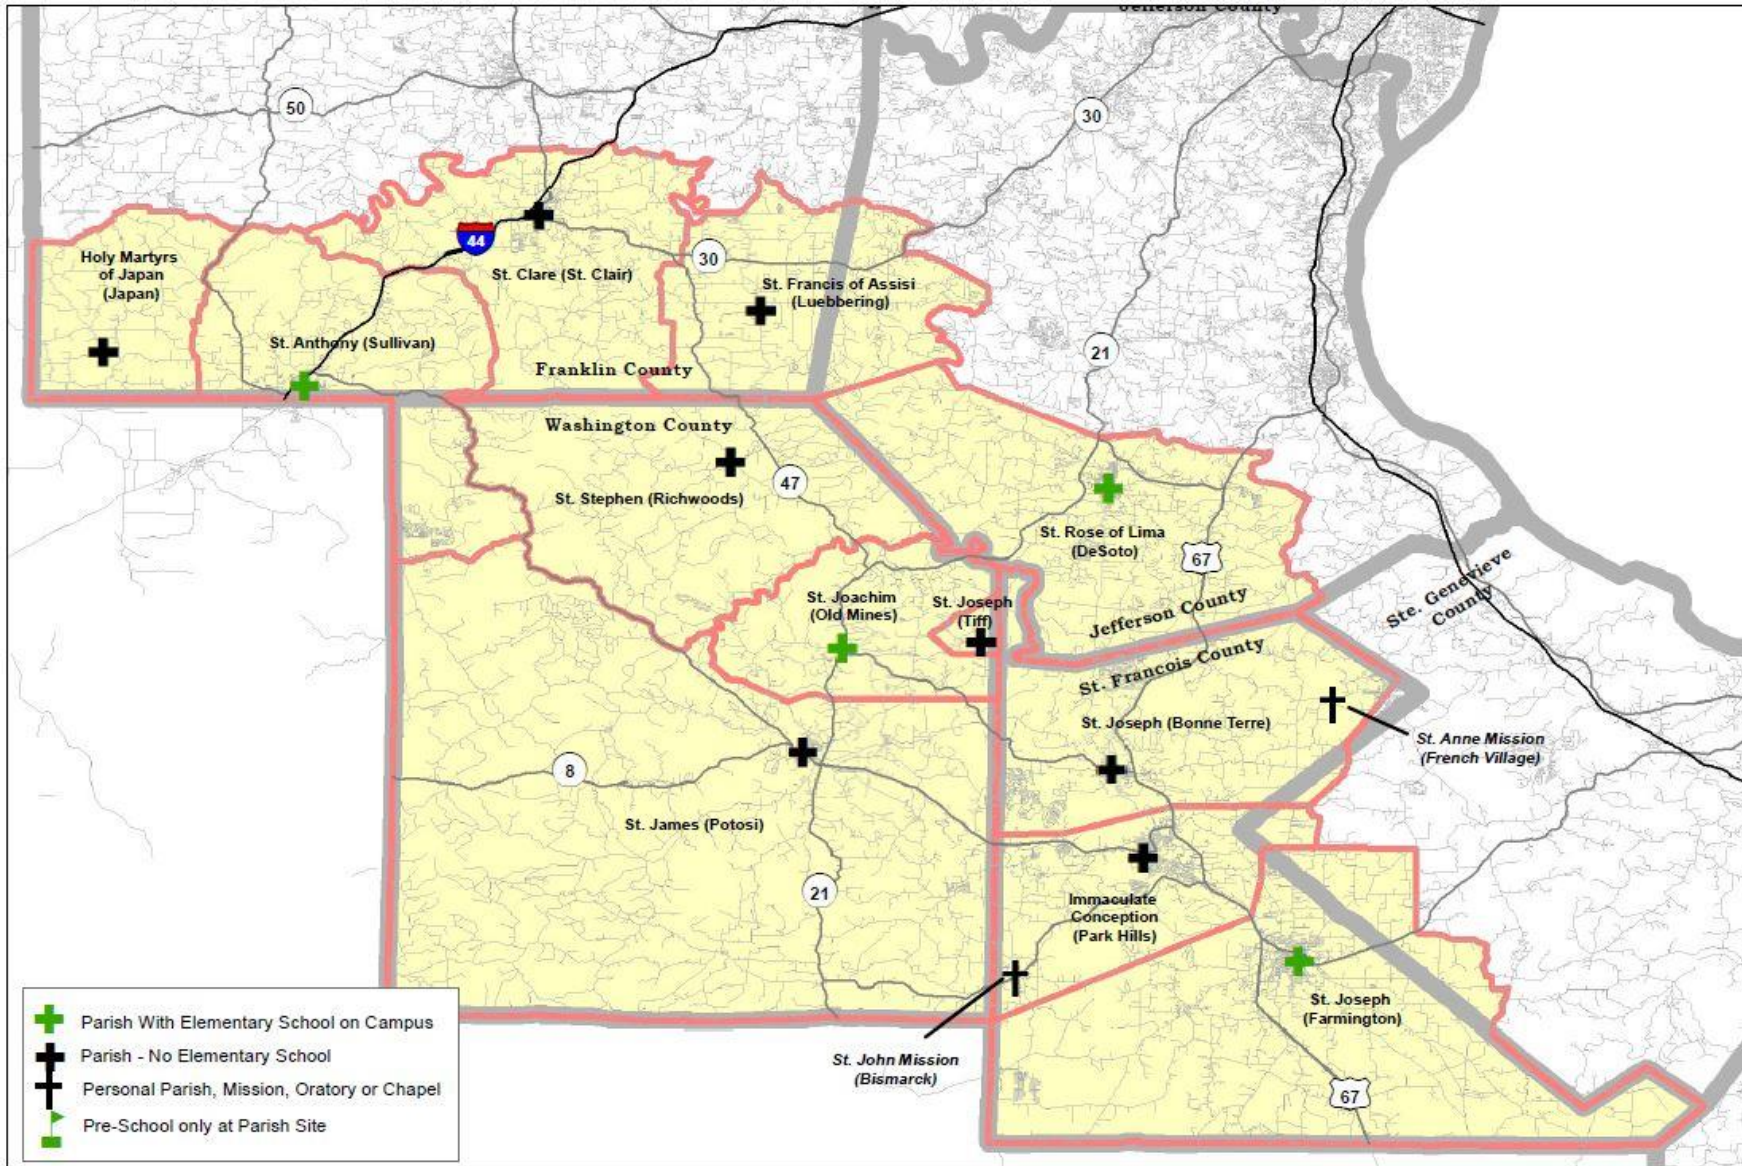 Jefferson County
50
30
Holy Martyrs
of Japan
(Japan)
44
St. Clare (St. Clair)
30
St. Francis of Assisi
(Luebbering)
St. Anthony (Sullivan)
21
Franklin County
Washington County
47
St. Stephen (Richwoods)
St. Rose of Lima
(DeSoto)
67
Ste. Genevieve
County
St. Joachim
(Old Mines)
St. Joseph
(Tiff)
Jefferson County
St. Francois County
St. Joseph (Bonne Terre)
St. Anne Mission
(French Village)
8
St. James (Potosi)
21
Immaculate
Conception
(Park Hills)
St. Joseph
(Farmington)
St. John Mission
(Bismarck)
67
Parish With Elementary School on Campus
Parish - No Elementary School
Personal Parish, Mission, Oratory or Chapel
Pre-School only at Parish Site